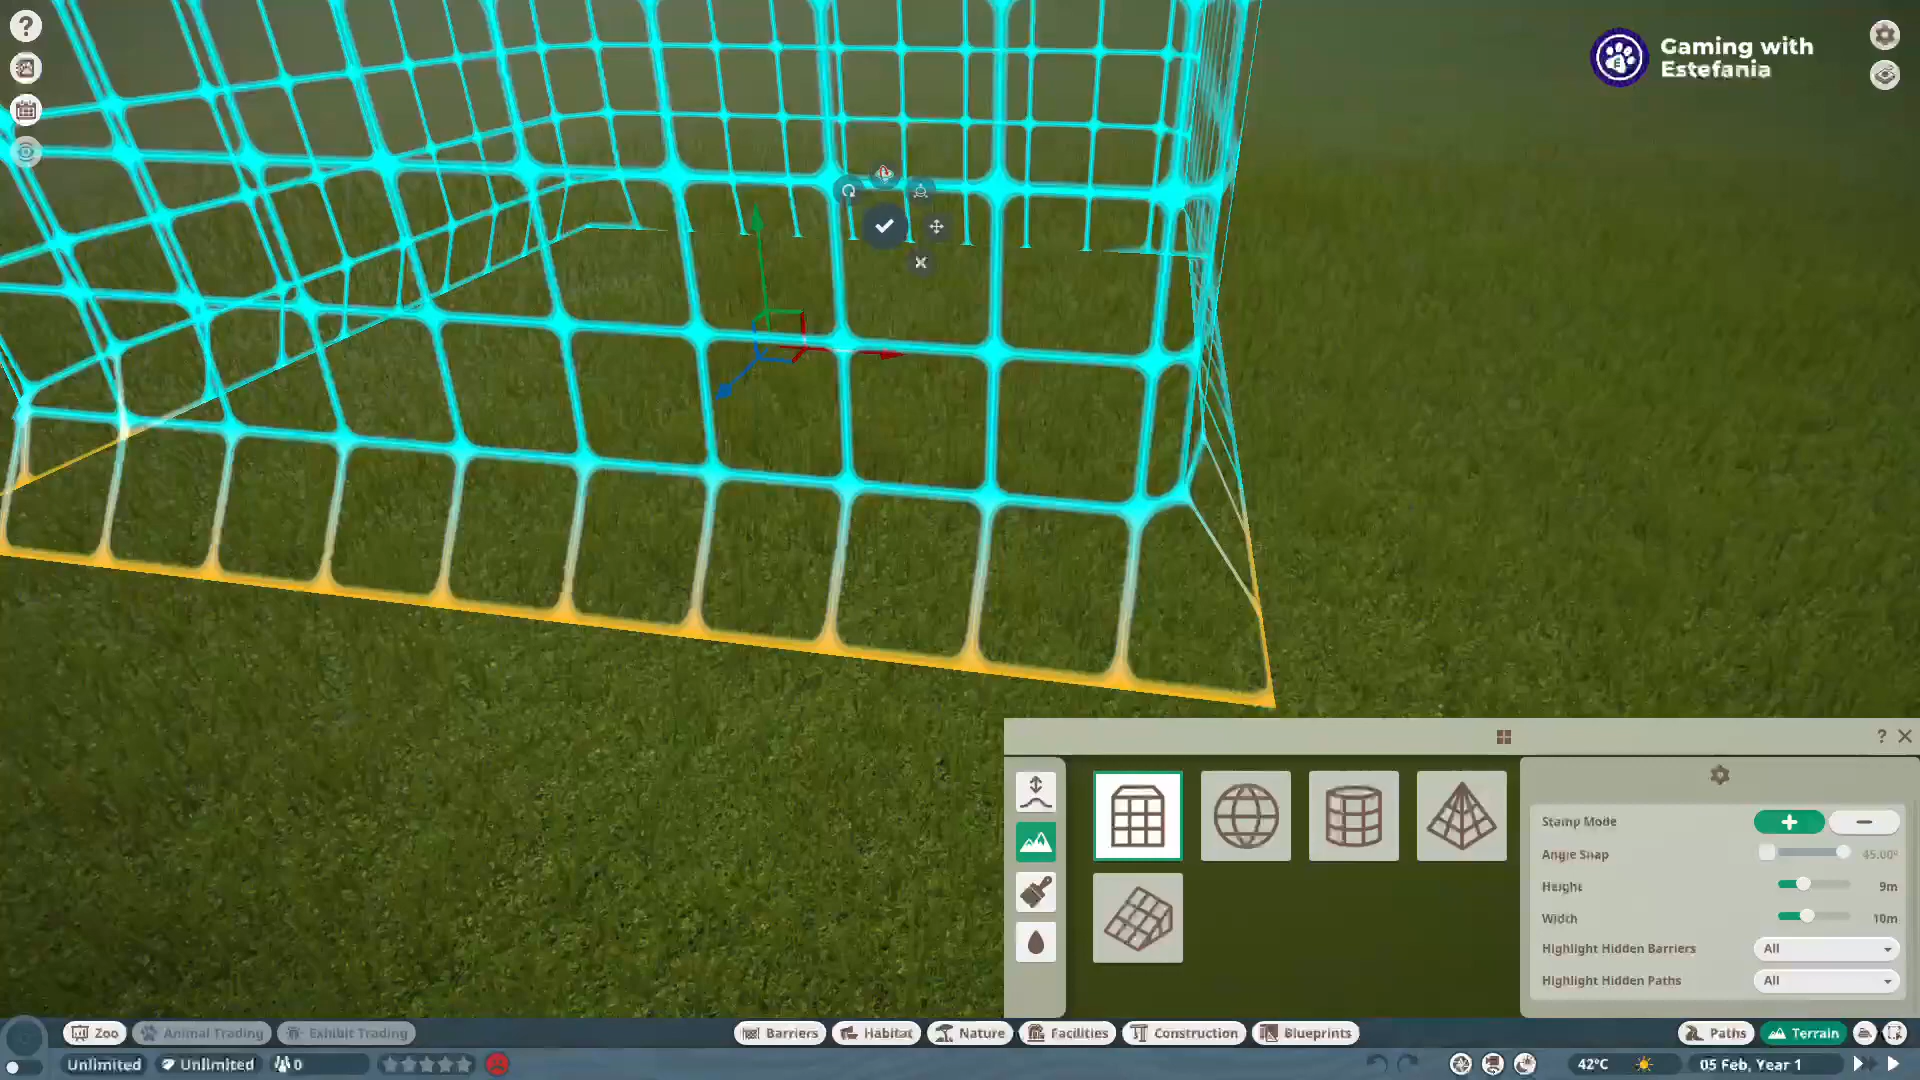 Gaming with
Estefania
?
E
? 
Stamp Mode
Angle Snap
45.00°
Height
9m
Width
10m
Highlight Hidden Barriers
All
Highlight Hidden Paths
All
Zoo
Animal Trading
Exhibit Trading
Barriers
Habitat
Nature
Facilities
Construction
Blueprints
Paths
Terrain
Unlimited
Unlimited
0
42°C
05 Feb, Year 1